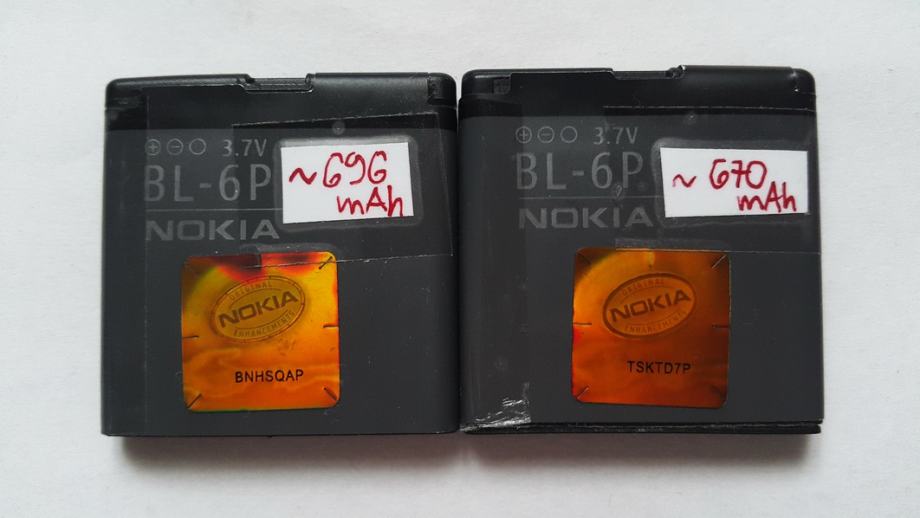 ⊕⊖○ 3.7V
BL-6P
~696
mAh
NOKIA
ORIGINAL
NOKIA
ENHANCEMENTS
BNHSQAP
⊕⊖○ 3.7V
BL-6P
~ 670
mAh
NOKIA
ORIGINAL
NOKIA
ENHANCEMENTS
TSKTD7P